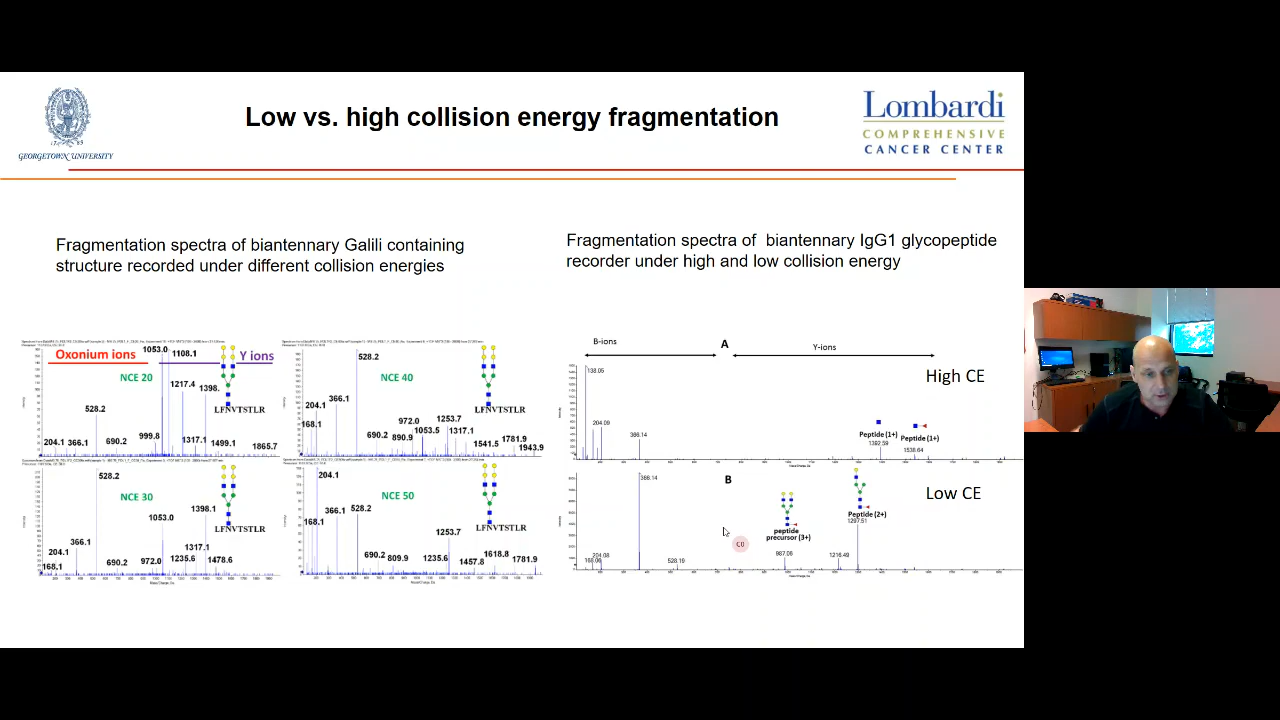 Low vs. high collision energy fragmentation
GEORGETOWN UNIVERSITY
Lombardi
COMPREHENSIVE
CANCER CENTER
Fragmentation spectra of biantennary Galili containing
structure recorded under different collision energies
Fragmentation spectra of  biantennary IgG1 glycopeptide
recorder under high and low collision energy
Oxonium ions
1053.0
1108.1
Y ions
NCE 20
1217.4
1398.
LFNVTSTLR
528.2
204.1
366.1
690.2
999.8
1317.1
1499.1
1865.7
528.2
NCE 40
366.1
204.1
168.1
LFNVTSTLR
690.2
890.9
972.0
1053.5
1253.7
1317.1
1541.5
1781.9
1943.9
528.2
NCE 30
1053.0
1398.1
LFNVTSTLR
366.1
204.1
168.1
690.2
972.0
1235.6
1317.1
1478.6
204.1
NCE 50
168.1
366.1
528.2
LFNVTSTLR
690.2
809.9
1235.6
1253.7
1457.8
1618.8
1781.9
B-ions
A
Y-ions
138.05
High CE
204.09
366.14
Peptide (1+)
1392.59
Peptide (1+)
1538.64
366.14
B
Low CE
peptide
precursor (3+)
Peptide (2+)
1297.51
C0
204.08
528.19
987.08
1216.49